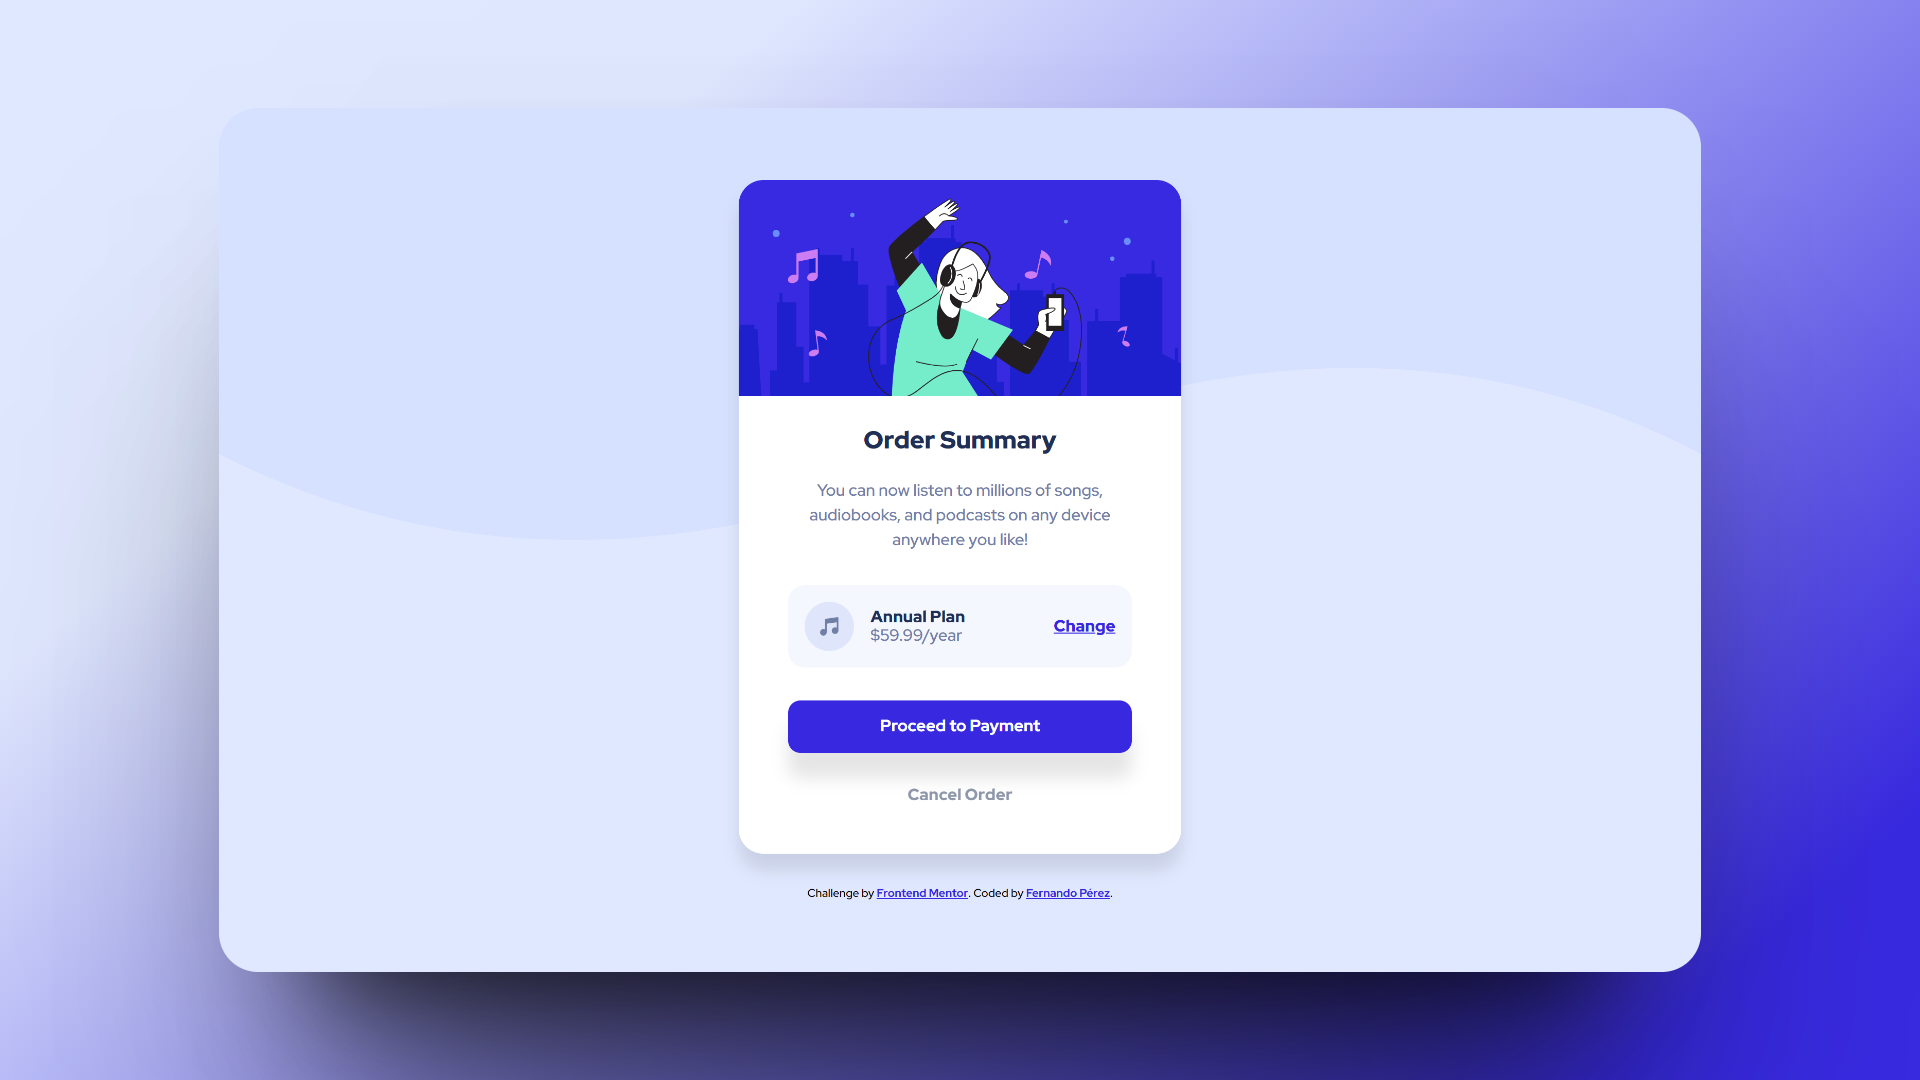 Order Summary
You can now listen to millions of songs,
audiobooks, and podcasts on any device
anywhere you like!
Annual Plan
$59.99/year
Change
Proceed to Payment
Cancel Order
Challenge by Frontend Mentor. Coded by Fernando Pérez.